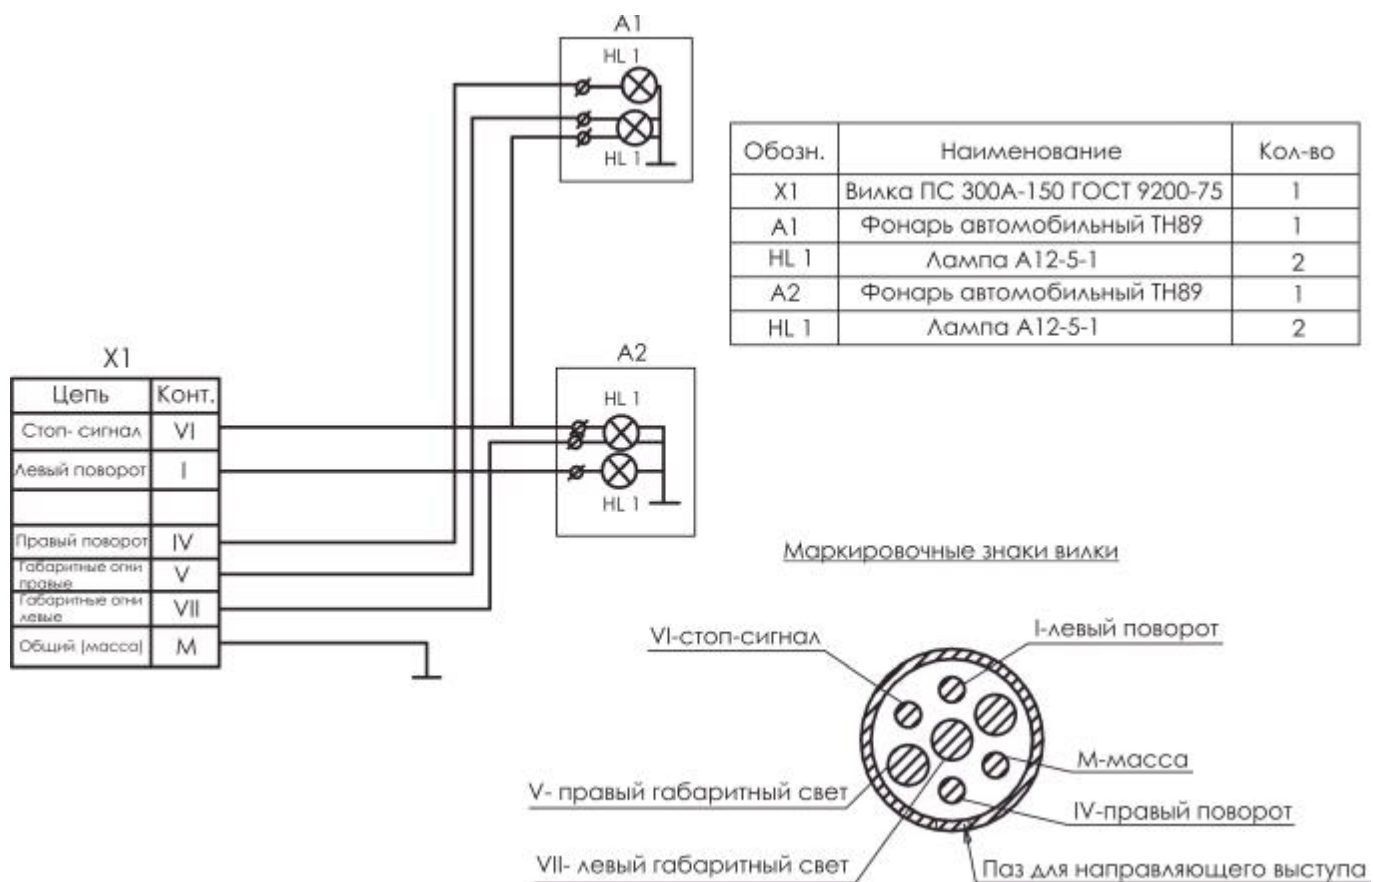 A1
HL 1
HL 1
Обозн. Наименование Кол-во
X1 Вилка ПС 300А-150 ГОСТ 9200-75 1
A1 Фонарь автомобильный ТН89 1
HL 1 Лампа А12-5-1 2
A2 Фонарь автомобильный ТН89 1
HL 1 Лампа А12-5-1 2
X1
Цепь Конт.
Стоп- сигнал VI
Левый поворот I
Правый поворот IV
Габаритные огни
правые V
Габаритные огни
левые VII
Общий (масса) М
A2
HL 1
HL 1
Маркировочные знаки вилки
VI-стоп-сигнал
I-левый поворот
М-масса
V- правый габаритный свет
IV-правый поворот
VII- левый габаритный свет
Паз для направляющего выступа